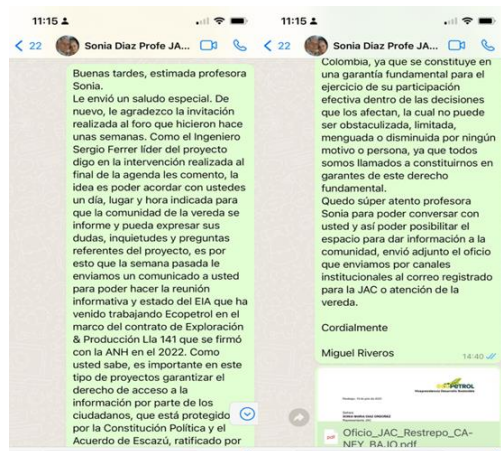 11:15
22
Sonia Diaz Profe JA...
Buenas tardes, estimada profesora
Sonia.
Le envió un saludo especial. De
nuevo, le agradezco la invitación
realizada al foro que hicieron hace
unas semanas. Como el Ingeniero
Sergio Ferrer líder del proyecto
digo en la intervención realizada al
final de la agenda les comento, la
idea es poder acordar con ustedes
un día, lugar y hora indicada para
que la comunidad de la vereda se
informe y pueda expresar sus
dudas, inquietudes y preguntas
referentes del proyecto, es por
esto que la semana pasada le
enviamos un comunicado a usted
para poder hacer la reunión
informativa y estado del EIA que ha
venido trabajando Ecopetrol en el
marco del contrato de Exploración
& Producción Lla 141 que se firmó
con la ANH en el 2022. Como
usted sabe, es importante en este
tipo de proyectos garantizar el
derecho de acceso a la
información por parte de los
ciudadanos, que está protegido
por la Constitución Política y el
Acuerdo de Escazú, ratificado por
11:15
22
Sonia Diaz Profe JA...
Colombia, ya que se constituye en
una garantía fundamental para el
ejercicio de su participación
efectiva dentro de las decisiones
que los afectan, la cual no puede
ser obstaculizada, limitada,
menguada o disminuida por ningún
motivo o persona, ya que todos
somos llamados a constituirnos en
garantes de este derecho
fundamental.
Quedo súper atento profesora
Sonia para poder conversar con
usted y así poder posibilitar el
espacio para dar información a la
comunidad, envió adjunto el oficio
que enviamos por canales
institucionales al correo registrado
para la JAC o atención de la
vereda.
Cordialmente
Miguel Riveros
14:40
pdf
Oficio_JAC_Restrepo_CA-
NEY_BAJO.pdf